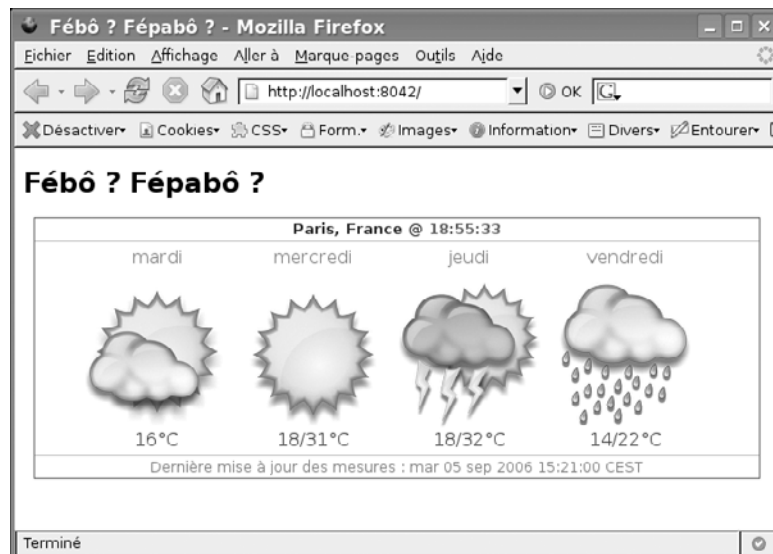 Fébô ? Fépabô ? - Mozilla Firefox
Fichier Edition Affichage Aller à Marque-pages Outils Aide
http://localhost:8042/ OK G
Désactiver Cookies CSS Form. Images Information Divers Entourer
Fébô ? Fépabô ?
Paris, France @ 18:55:33
mardi mercredi jeudi vendredi
16°C 18/31°C 18/32°C 14/22°C
Dernière mise à jour des mesures : mar 05 sep 2006 15:21:00 CEST
Terminé